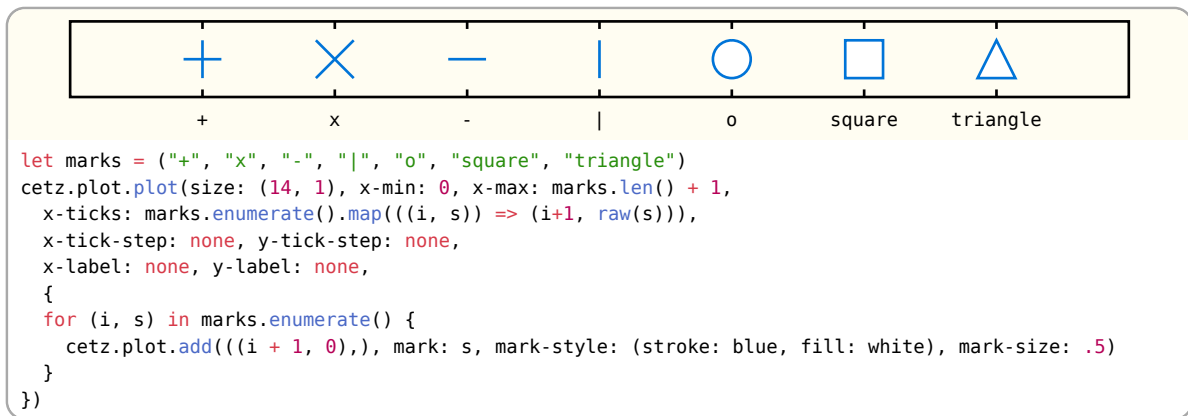 + x - | o square triangle
let marks = ("+", "x", "-", "|", "o", "square", "triangle")
cetz.plot.plot(size: (14, 1), x-min: 0, x-max: marks.len() + 1,
  x-ticks: marks.enumerate().map(((i, s)) => (i+1, raw(s))),
  x-tick-step: none, y-tick-step: none,
  x-label: none, y-label: none,
  {
  for (i, s) in marks.enumerate() {
    cetz.plot.add(((i + 1, 0),), mark: s, mark-style: (stroke: blue, fill: white), mark-size: .5)
  }
})